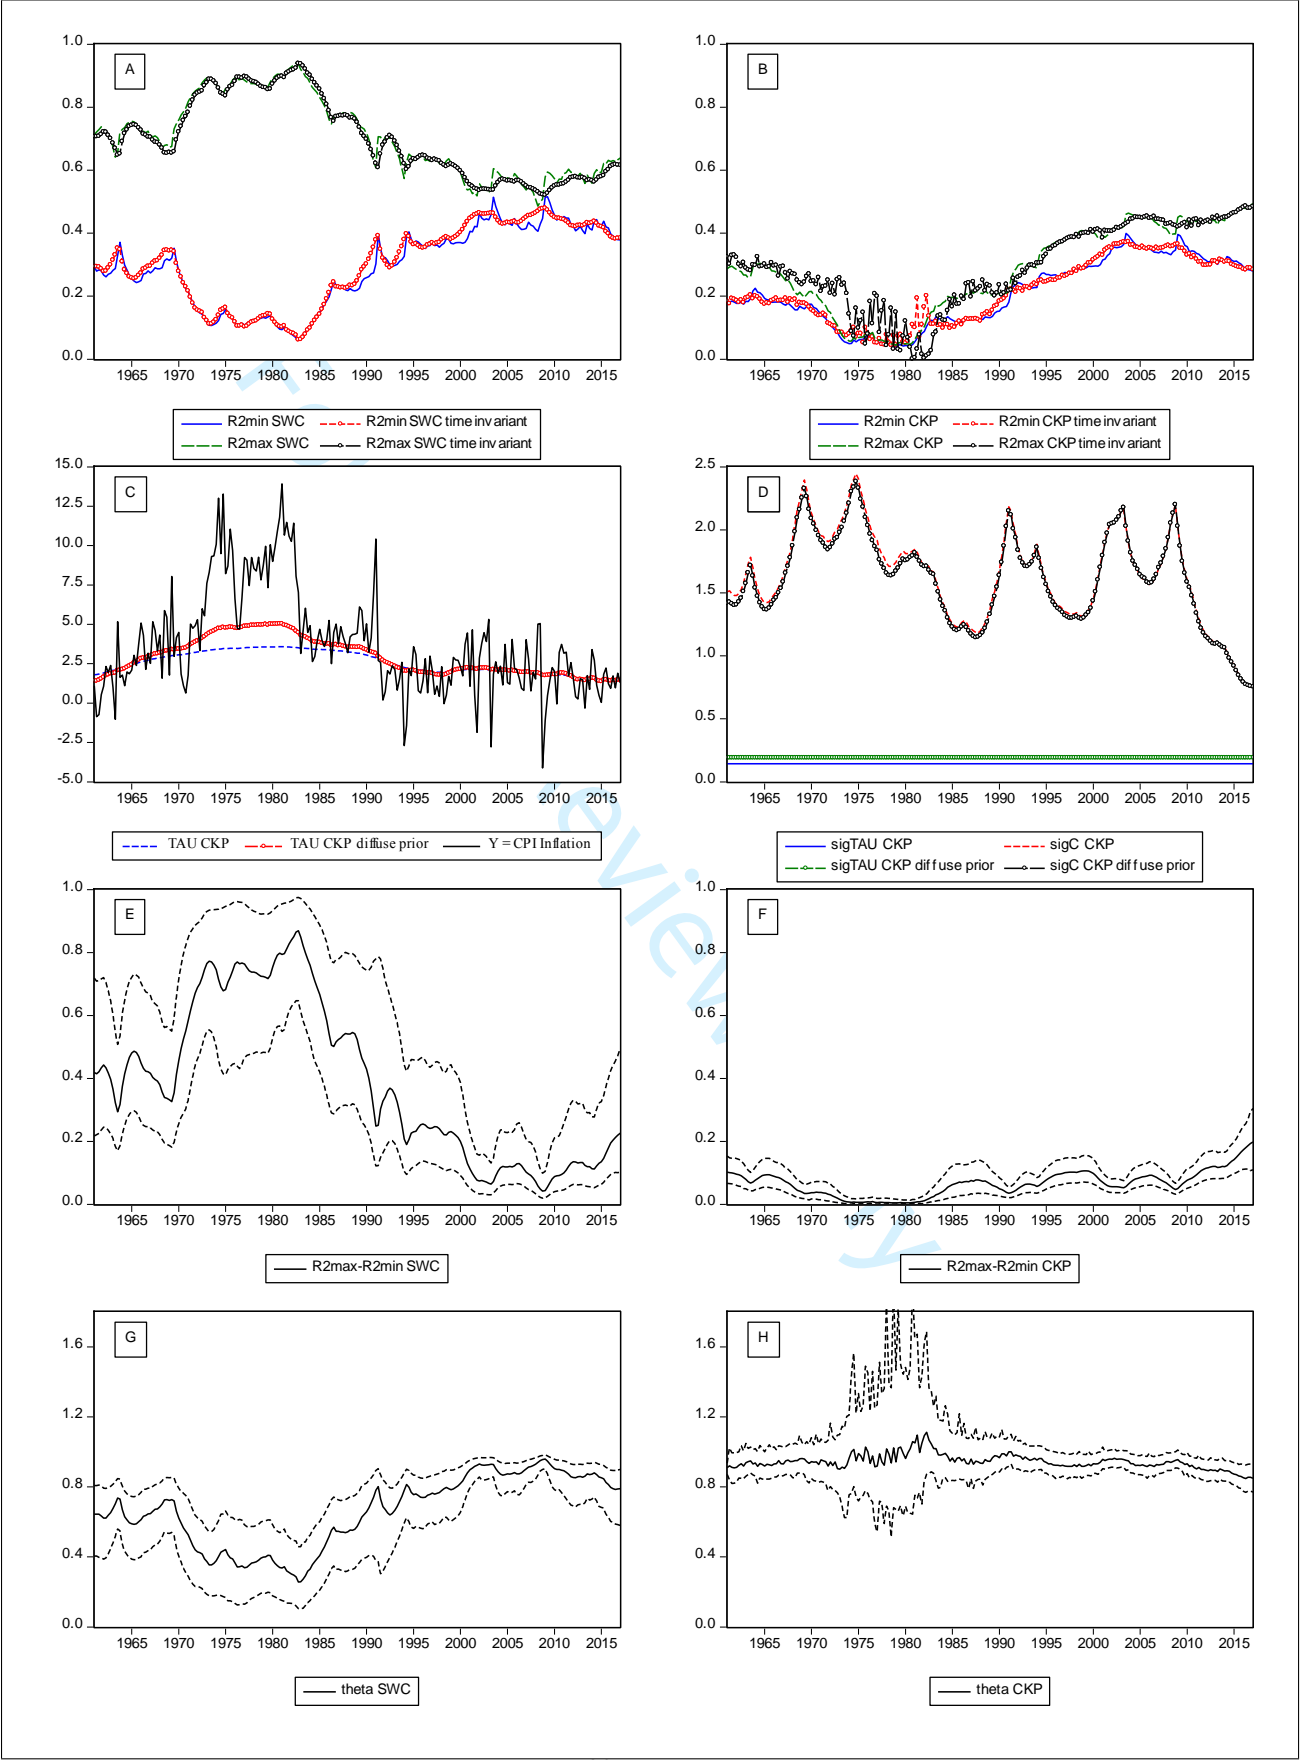 A
1.0
0.8
0.6
0.4
0.2
0.0
1965 1970 1975 1980 1985 1990 1995 2000 2005 2010 2015
R2min SWC R2min SWC time invariant
R2max SWC R2max SWC time invariant
B
1.0
0.8
0.6
0.4
0.2
0.0
1965 1970 1975 1980 1985 1990 1995 2000 2005 2010 2015
R2min CKP R2min CKP time invariant
R2max CKP R2max CKP time invariant
C
15.0
12.5
10.0
7.5
5.0
2.5
0.0
-2.5
-5.0
1965 1970 1975 1980 1985 1990 1995 2000 2005 2010 2015
TAU CKP TAU CKP diffuse prior Y = CPI Inflation
D
2.5
2.0
1.5
1.0
0.5
0.0
1965 1970 1975 1980 1985 1990 1995 2000 2005 2010 2015
sigTAU CKP sigC CKP
sigTAU CKP diffuse prior sigC CKP diffuse prior
E
1.0
0.8
0.6
0.4
0.2
0.0
1965 1970 1975 1980 1985 1990 1995 2000 2005 2010 2015
R2max-R2min SWC
F
1.0
0.8
0.6
0.4
0.2
0.0
1965 1970 1975 1980 1985 1990 1995 2000 2005 2010 2015
R2max-R2min CKP
G
1.6
1.2
0.8
0.4
0.0
1965 1970 1975 1980 1985 1990 1995 2000 2005 2010 2015
theta SWC
H
1.6
1.2
0.8
0.4
0.0
1965 1970 1975 1980 1985 1990 1995 2000 2005 2010 2015
theta CKP